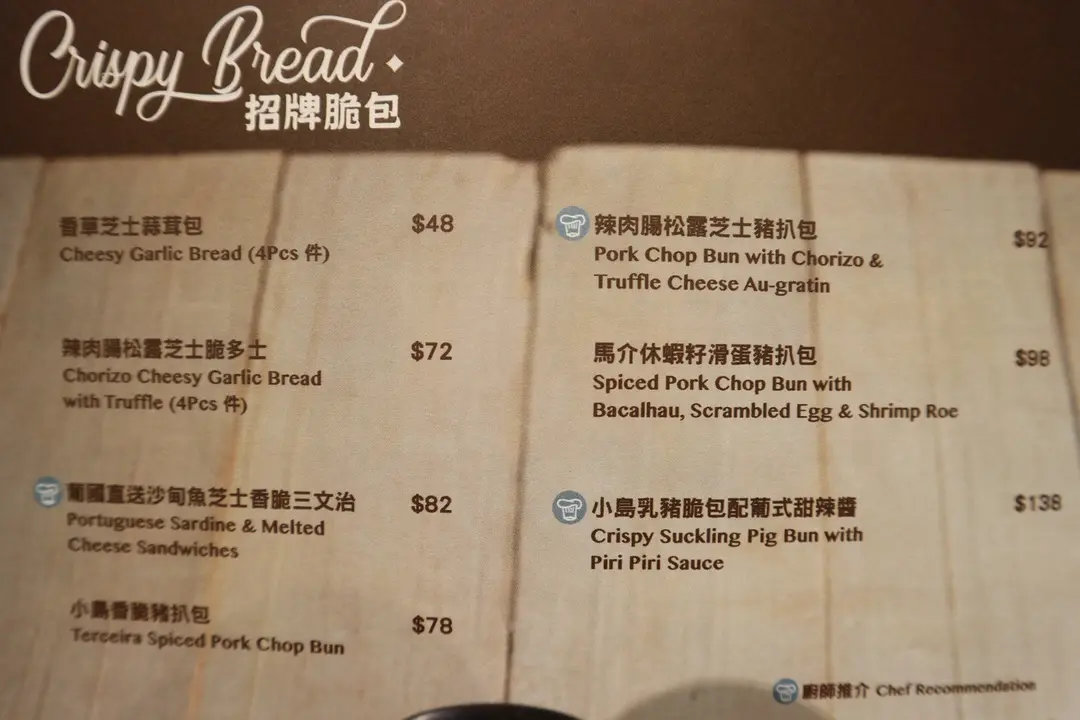 Crispy Bread
招牌脆包
香草芝士蒜茸包 $48
Cheesy Garlic Bread (4Pcs 件)
辣肉腸松露芝士脆多士 $72
Chorizo Cheesy Garlic Bread
with Truffle (4Pcs 件)
葡國直送沙甸魚芝士香脆三文治 $82
Portuguese Sardine & Melted
Cheese Sandwiches
小島香脆豬扒包 $78
Terceira Spiced Pork Chop Bun
辣肉腸松露芝士豬扒包 $92
Pork Chop Bun with Chorizo &
Truffle Cheese Au-gratin
馬介休蝦籽滑蛋豬扒包 $98
Spiced Pork Chop Bun with
Bacalhau, Scrambled Egg & Shrimp Roe
小島乳豬脆包配葡式甜辣醬 $138
Crispy Suckling Pig Bun with
Piri Piri Sauce
廚師推介 Chef Recommendation